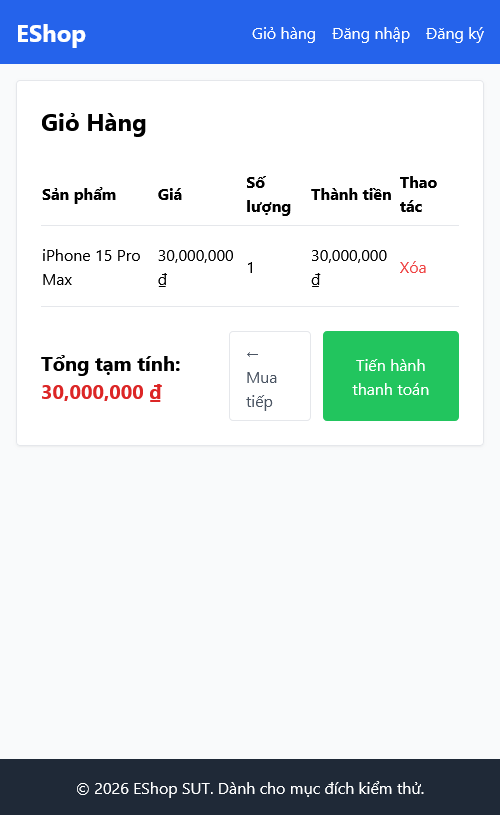 EShop
Giỏ hàng
Đăng nhập
Đăng ký
Giỏ Hàng
Sản phẩm
Giá
Số
lượng
Thành tiền
Thao
tác
iPhone 15 Pro
Max
30,000,000
₫
1
30,000,000
₫
Xóa
Tổng tạm tính:
30,000,000 ₫
←
Mua
tiếp
Tiến hành
thanh toán
© 2026 EShop SUT. Dành cho mục đích kiểm thử.